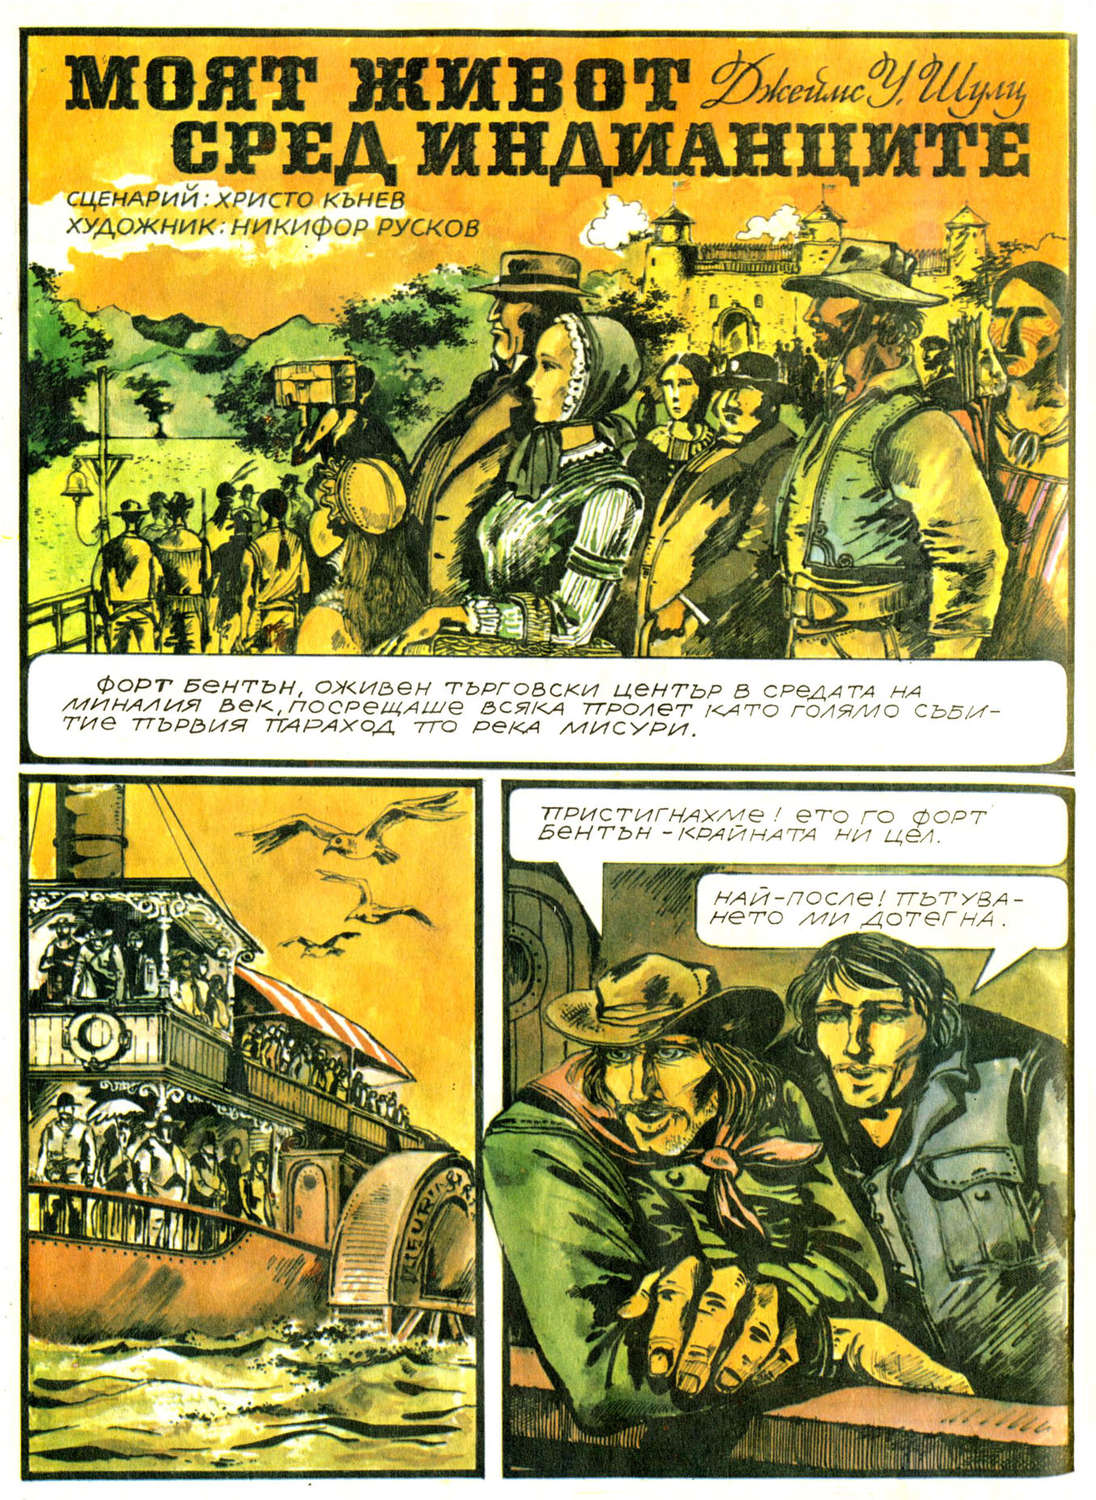 МОЯТ ЖИВОТ
Джеймс У. Шулц
СРЕД ИНДИАНЦИТЕ
СЦЕНАРИЙ: ХРИСТО КЪНЕВ
ХУДОЖНИК: НИКИФОР РУСКОВ
ФОРТ БЕНТЪН, ОЖИВЕН ТЪРГОВСКИ ЦЕНТЪР В СРЕДАТА НА
МИНАЛИЯ ВЕК, ПОСРЕЩАШЕ ВСЯКА ПРОЛЕТ КАТО ГОЛЯМО СЪБИ-
ТИЕ ПЪРВИЯ ПАРАХОД ПО РЕКА МИСУРИ.
ПРИСТИГНАХМЕ! ЕТО ГО ФОРТ
БЕНТЪН - КРАЙНАТА НИ ЦЕЛ.
НАЙ-ПОСЛЕ! ПЪТУВА-
НЕТО МИ ДОТЕГНА.